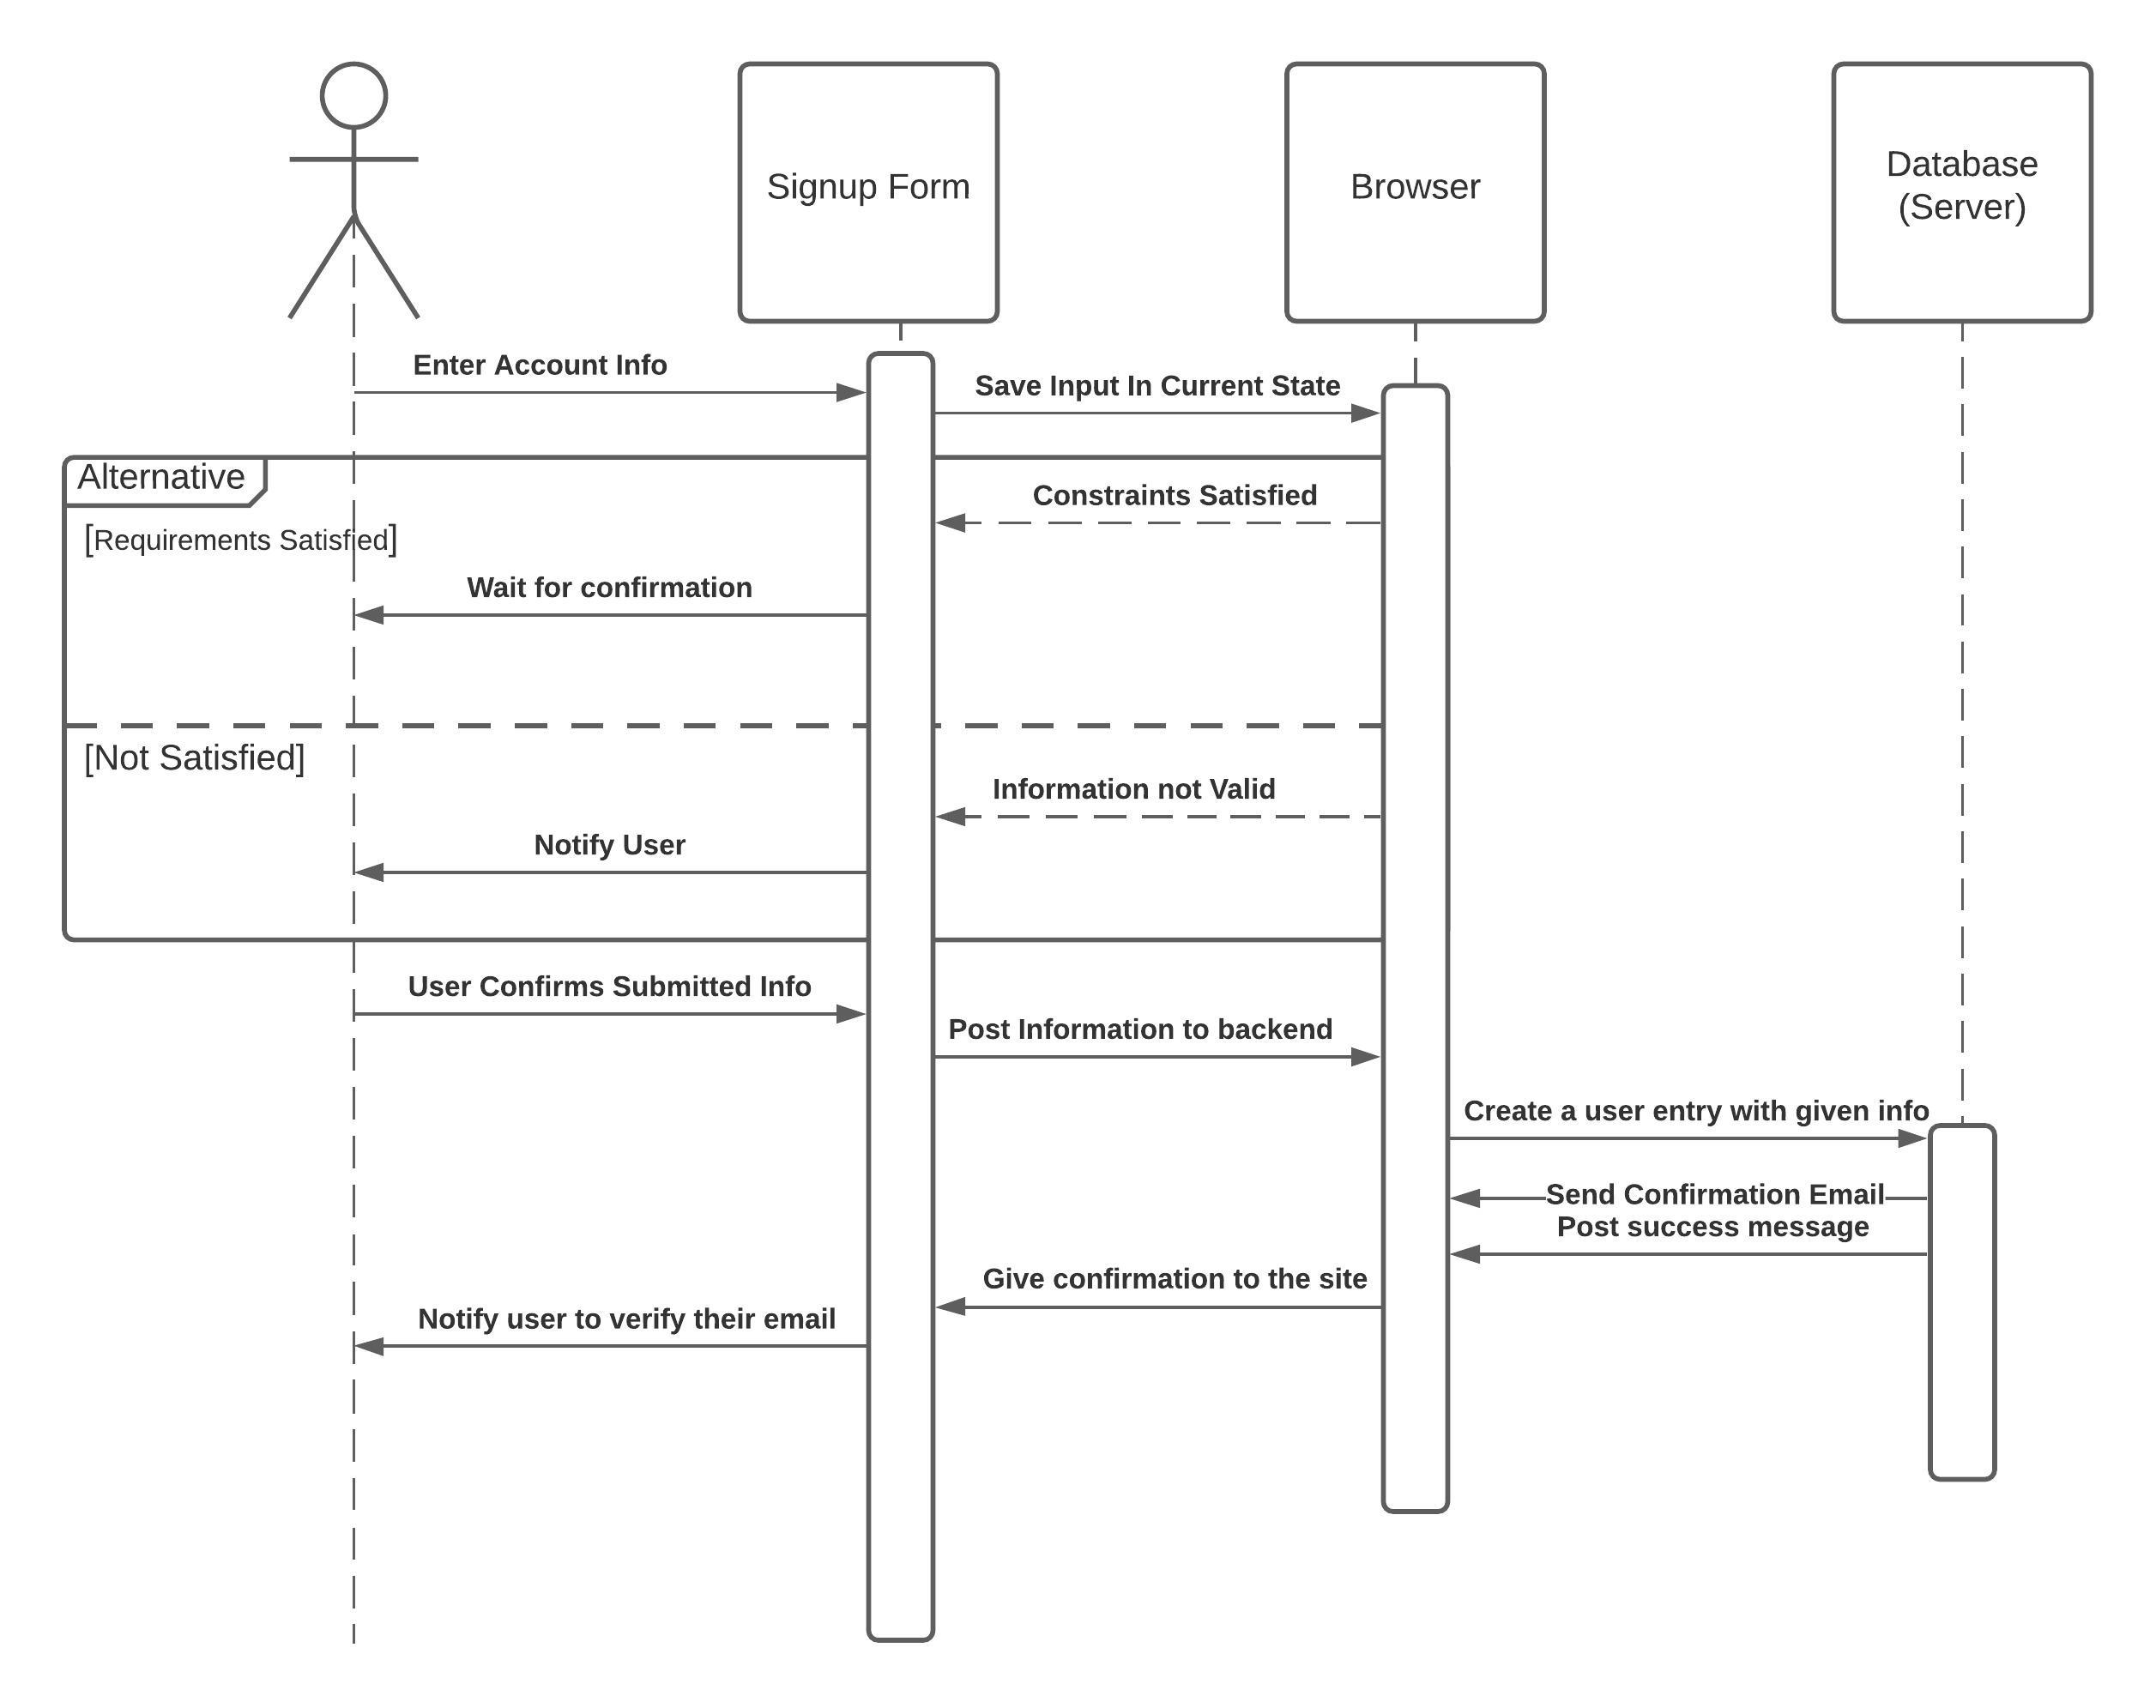 Signup Form
Browser
Database
(Server)
Enter Account Info
Save Input In Current State
Alternative
Constraints Satisfied
[Requirements Satisfied]
Wait for confirmation
[Not Satisfied]
Information not Valid
Notify User
User Confirms Submitted Info
Post Information to backend
Create a user entry with given info
Send Confirmation Email
Post success message
Give confirmation to the site
Notify user to verify their email